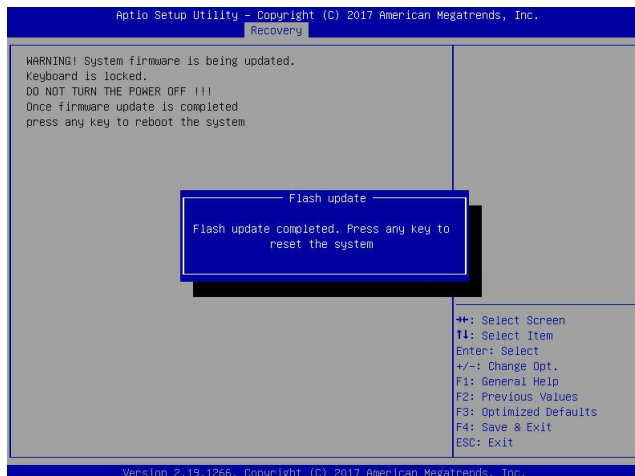 Aptio Setup Utility – Copyright (C) 2017 American Megatrends, Inc.
Recovery
WARNING! System firmware is being updated.
Keyboard is locked.
DO NOT TURN THE POWER OFF !!!
Once firmware update is completed
press any key to reboot the system
Flash update
Flash update completed. Press any key to
reset the system
→←: Select Screen
↑↓: Select Item
Enter: Select
+/-: Change Opt.
F1: General Help
F2: Previous Values
F3: Optimized Defaults
F4: Save & Exit
ESC: Exit
Version 2.19.1266. Copyright (C) 2017 American Megatrends, Inc.